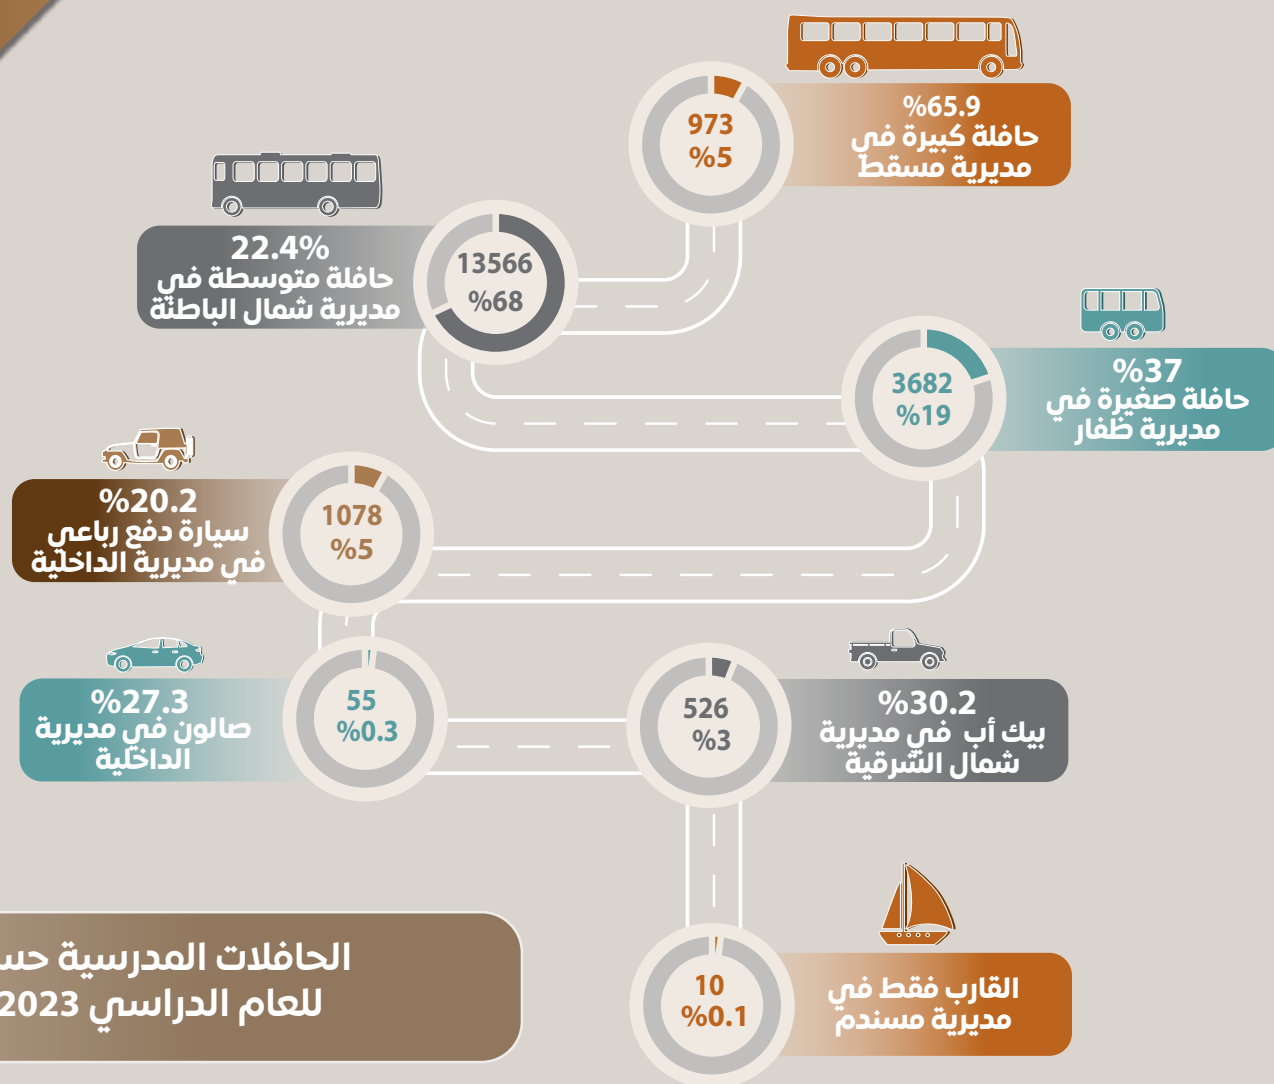 973
%5
%65.9
حافلة كبيرة في
مديرية مسقط
13566
%68
22.4%
حافلة متوسطة في
مديرية شمال الباطنة
3682
%19
%37
حافلة صغيرة في
مديرية ظفار
1078
%5
%20.2
سيارة دفع رباعي
في مديرية الداخلية
55
%0.3
%27.3
صالون في مديرية
الداخلية
526
%3
%30.2
بيك أب في مديرية
شمال الشرقية
10
%0.1
القارب فقط في
مديرية مسندم
الحافلات المدرسية
للعام الدراسي 2023